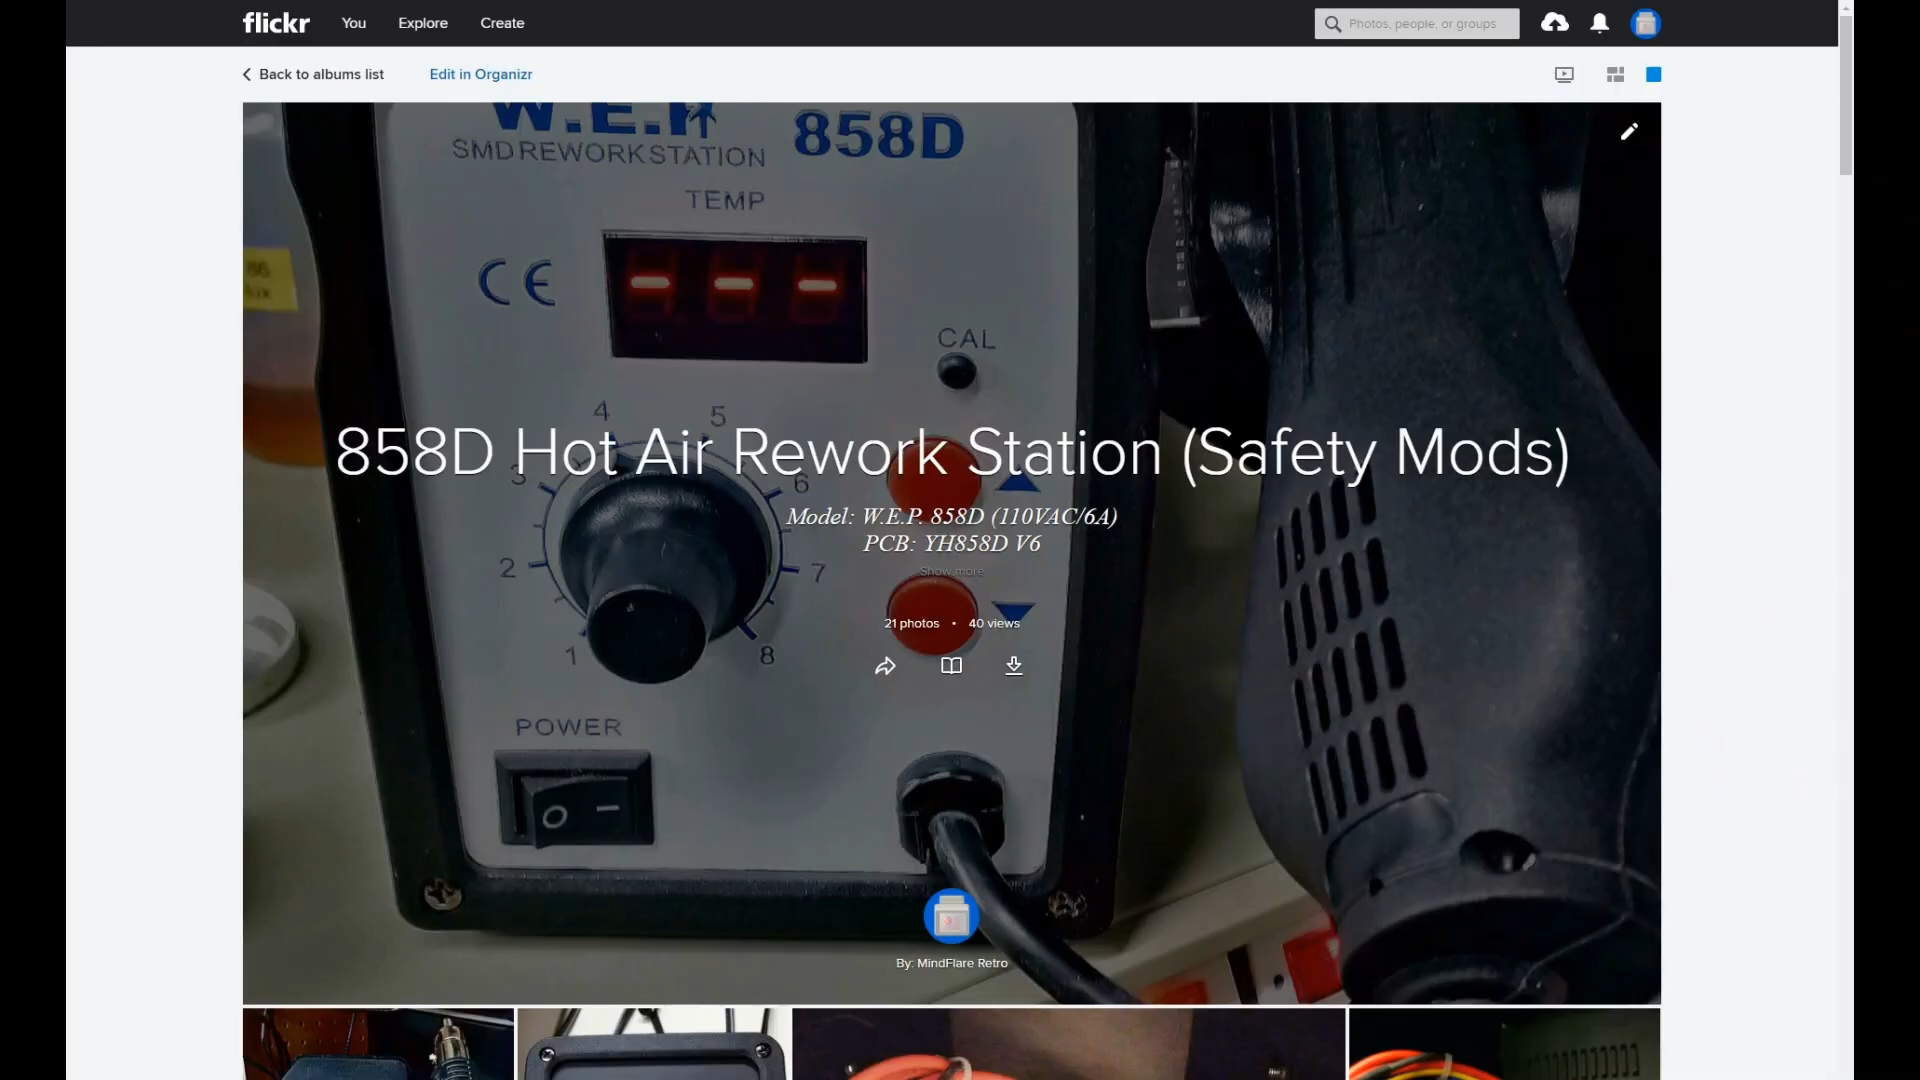 flickr You Explore Create Photos, people, or groups
Back to albums list Edit in Organizr
W.E.P 858D
SMD REWORK STATION
TEMP
CE
- - -
CAL
4 5
858D Hot Air Rework Station (Safety Mods)
3 6
Model: W.E.P. 858D (110VAC/6A)
PCB: YH858D V6
2 7
Show more
21 photos • 40 views
1 8
POWER
O –
By: MindFlare Retro